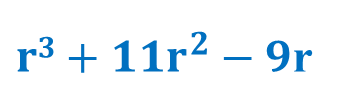 r³ + 11r² − 9r